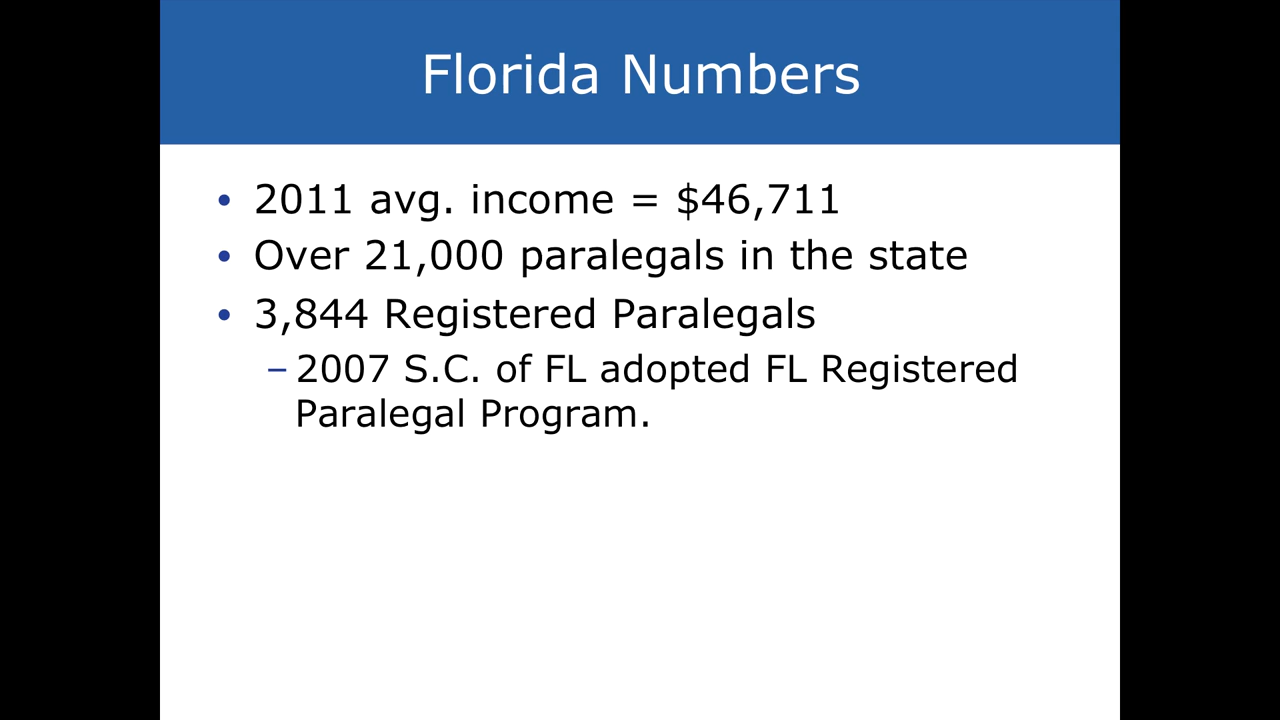 Florida Numbers
• 2011 avg. income = $46,711
• Over 21,000 paralegals in the state
• 3,844 Registered Paralegals
– 2007 S.C. of FL adopted FL Registered
Paralegal Program.